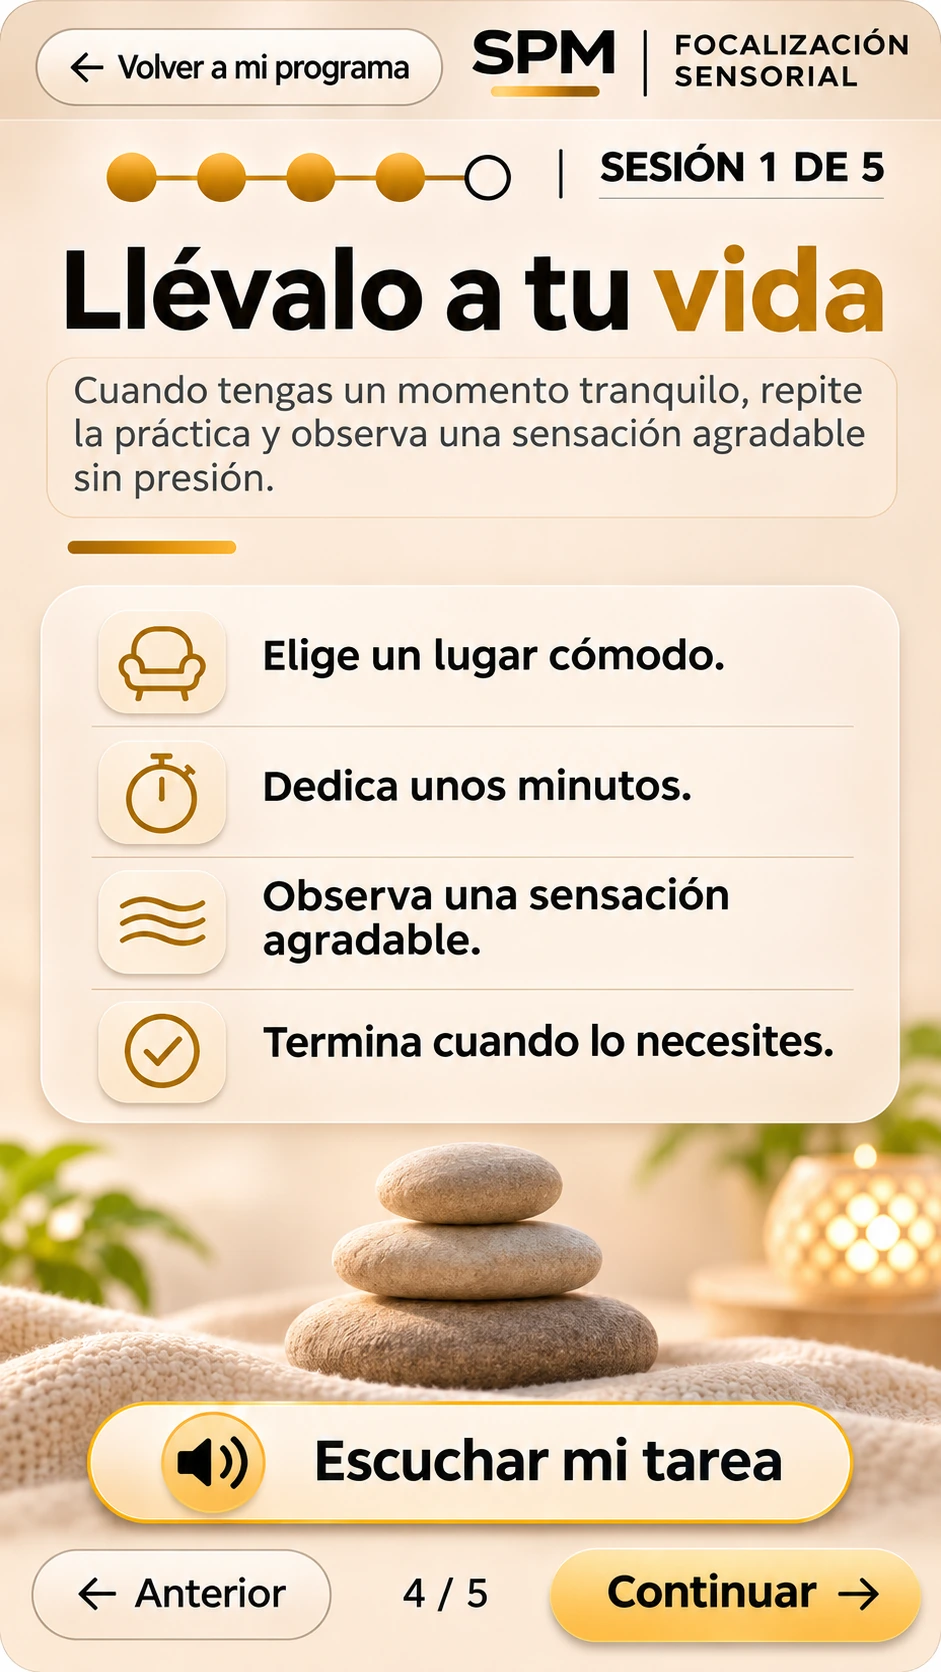 ← Volver a mi programa
SPM
FOCALIZACIÓN
SENSORIAL
SESIÓN 1 DE 5
Llévalo a tu vida
Cuando tengas un momento tranquilo, repite
la práctica y observa una sensación agradable
sin presión.
Elige un lugar cómodo.
Dedica unos minutos.
Observa una sensación
agradable.
Termina cuando lo necesites.
Escuchar mi tarea
← Anterior
4 / 5
Continuar →